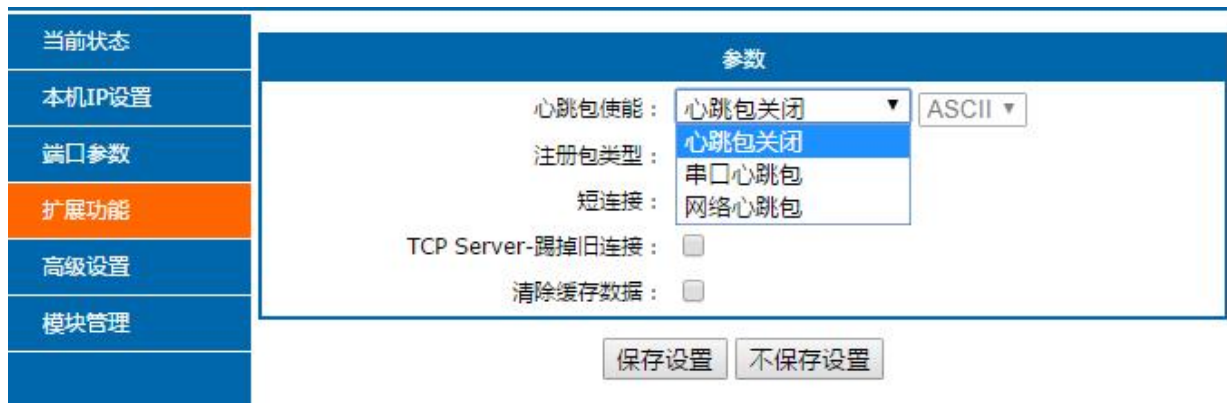 当前状态
本机IP设置
端口参数
扩展功能
高级设置
模块管理
参数
心跳包使能： 心跳包关闭 ASCII
心跳包关闭
注册包类型：
串口心跳包
短连接：
网络心跳包
TCP Server-踢掉旧连接：
清除缓存数据：
保存设置 不保存设置